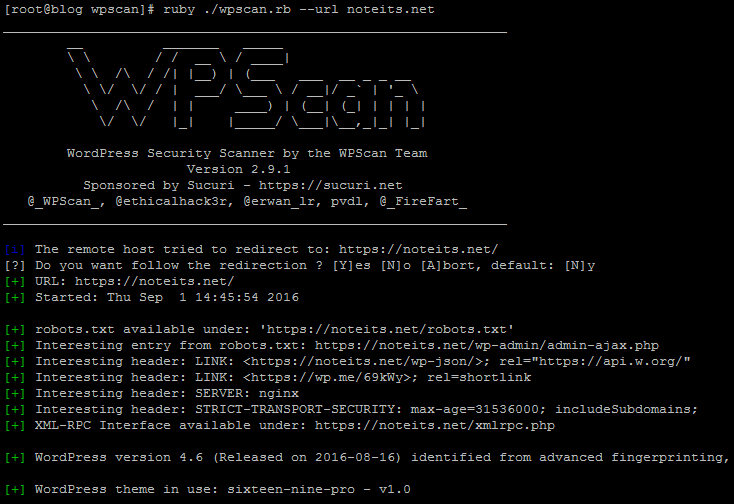 [root@blog wpscan]# ruby ./wpscan.rb --url noteits.net
WPScan
WordPress Security Scanner by the WPScan Team
Version 2.9.1
Sponsored by Sucuri - https://sucuri.net
@_WPScan_, @ethicalhack3r, @erwan_lr, pvdl, @_FireFart_
[i] The remote host tried to redirect to: https://noteits.net/
[?] Do you want follow the redirection ? [Y]es [N]o [A]bort, default: [N]y
[+] URL: https://noteits.net/
[+] Started: Thu Sep  1 14:45:54 2016
[+] robots.txt available under: 'https://noteits.net/robots.txt'
[+] Interesting entry from robots.txt: https://noteits.net/wp-admin/admin-ajax.php
[+] Interesting header: LINK: <https://noteits.net/wp-json/>; rel="https://api.w.org/"
[+] Interesting header: LINK: <https://wp.me/69kWy>; rel=shortlink
[+] Interesting header: SERVER: nginx
[+] Interesting header: STRICT-TRANSPORT-SECURITY: max-age=31536000; includeSubdomains;
[+] XML-RPC Interface available under: https://noteits.net/xmlrpc.php
[+] WordPress version 4.6 (Released on 2016-08-16) identified from advanced fingerprinting,
[+] WordPress theme in use: sixteen-nine-pro - v1.0